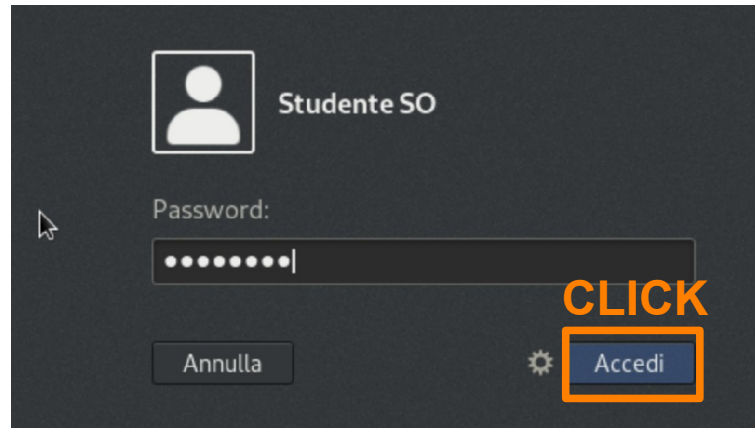 Studente SO
Password:
••••••••
CLICK
Annulla
Accedi